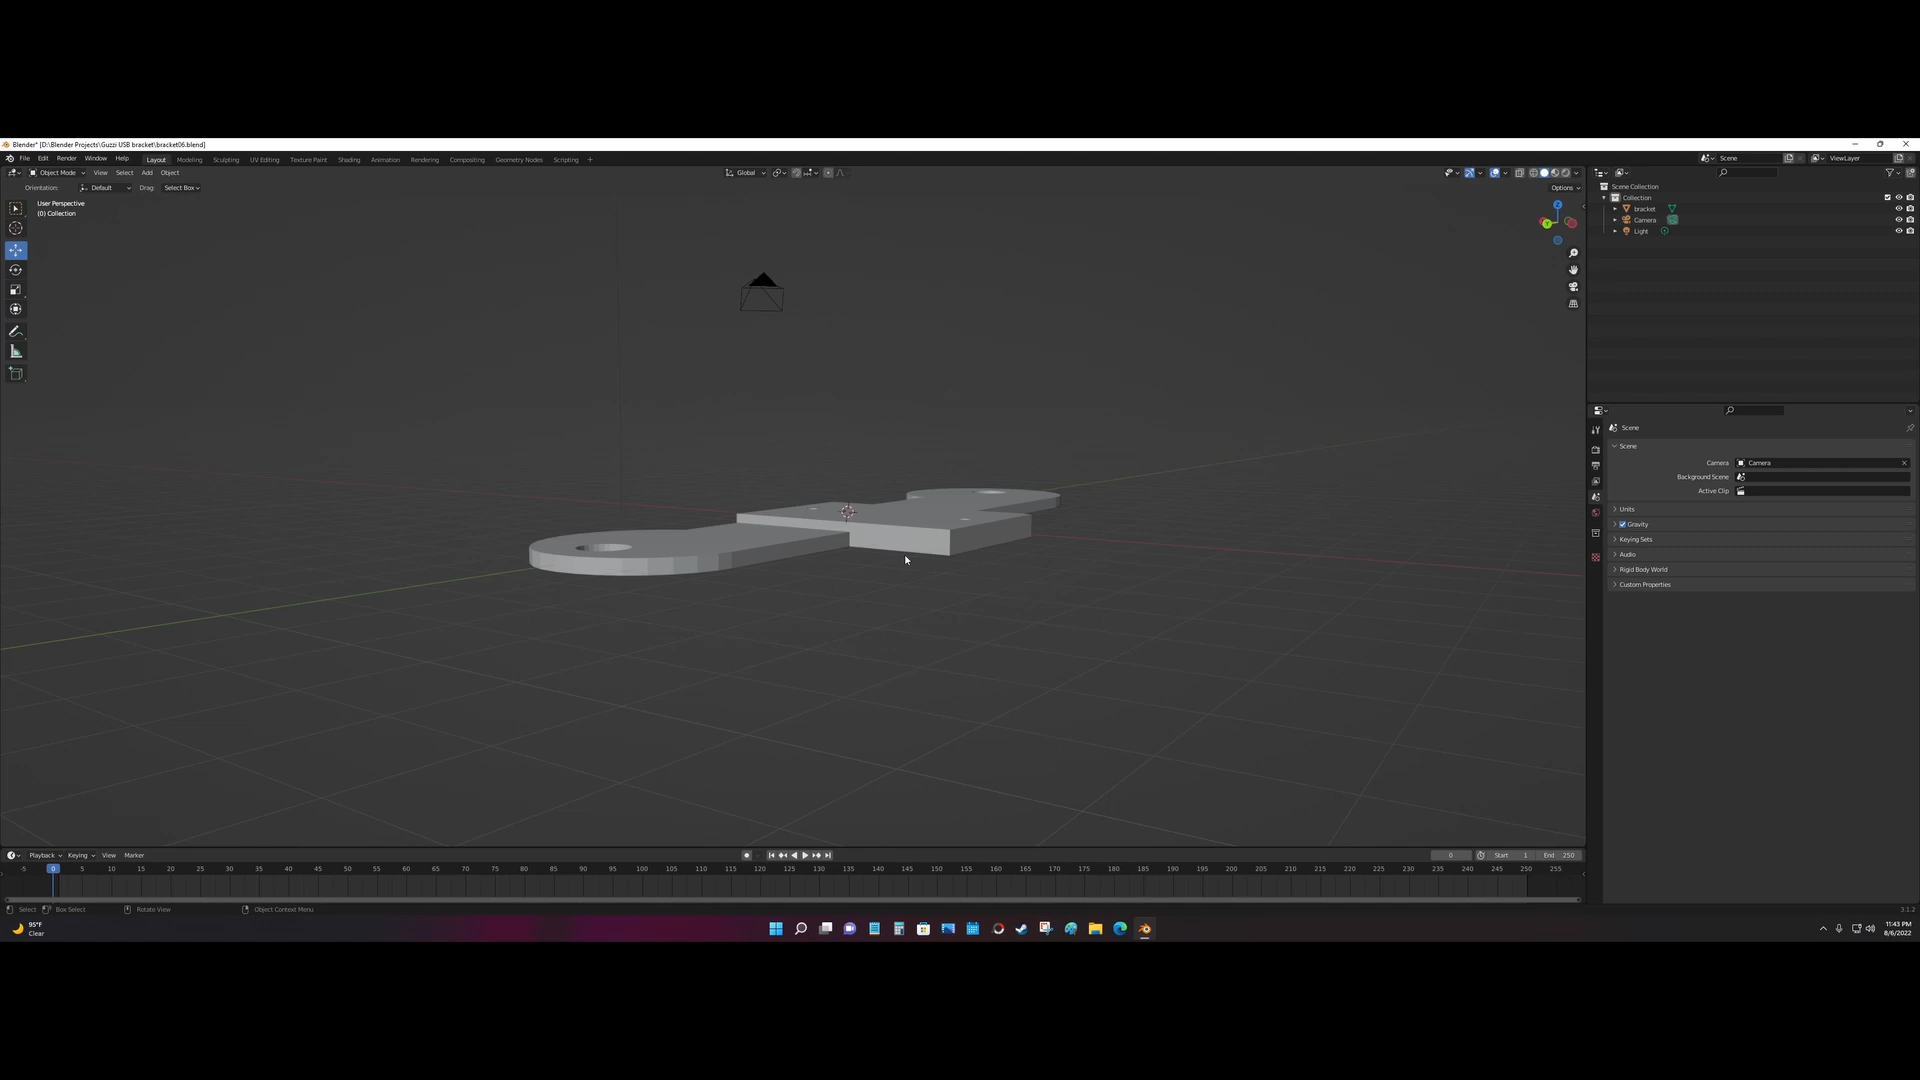 Blender* [D:\Blender Projects\Guzzi USB bracket\bracket06.blend]
File Edit Render Window Help Layout Modeling Sculpting UV Editing Texture Paint Shading Animation Rendering Compositing Geometry Nodes Scripting + Scene ViewLayer
Object Mode View Select Add Object Global
Orientation: Default Drag: Select Box Options
User Perspective
(0) Collection
Z
Y
Scene Collection
Collection
bracket
Camera
Light
Scene
Scene
Camera Camera
Background Scene
Active Clip
Units
Gravity
Keying Sets
Audio
Rigid Body World
Custom Properties
Playback Keying View Marker 0 Start 1 End 250
-5 0 5 10 15 20 25 30 35 40 45 50 55 60 65 70 75 80 85 90 95 100 105 110 115 120 125 130 135 140 145 150 155 160 165 170 175 180 185 190 195 200 205 210 215 220 225 230 235 240 245 250 255
Select Box Select Rotate View Object Context Menu 3.1.2
95°F
Clear
11:43 PM
8/6/2022